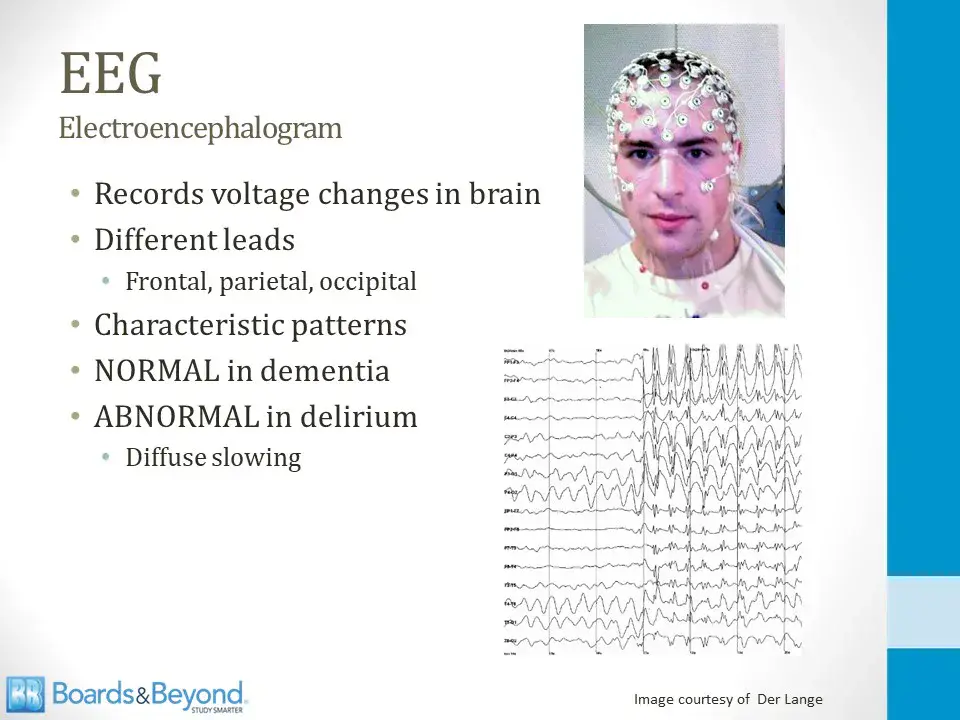 EEG
Electroencephalogram
• Records voltage changes in brain
• Different leads
• Frontal, parietal, occipital
• Characteristic patterns
• NORMAL in dementia
• ABNORMAL in delirium
• Diffuse slowing
BB Boards&Beyond.
STUDY SMARTER
Image courtesy of Der Lange